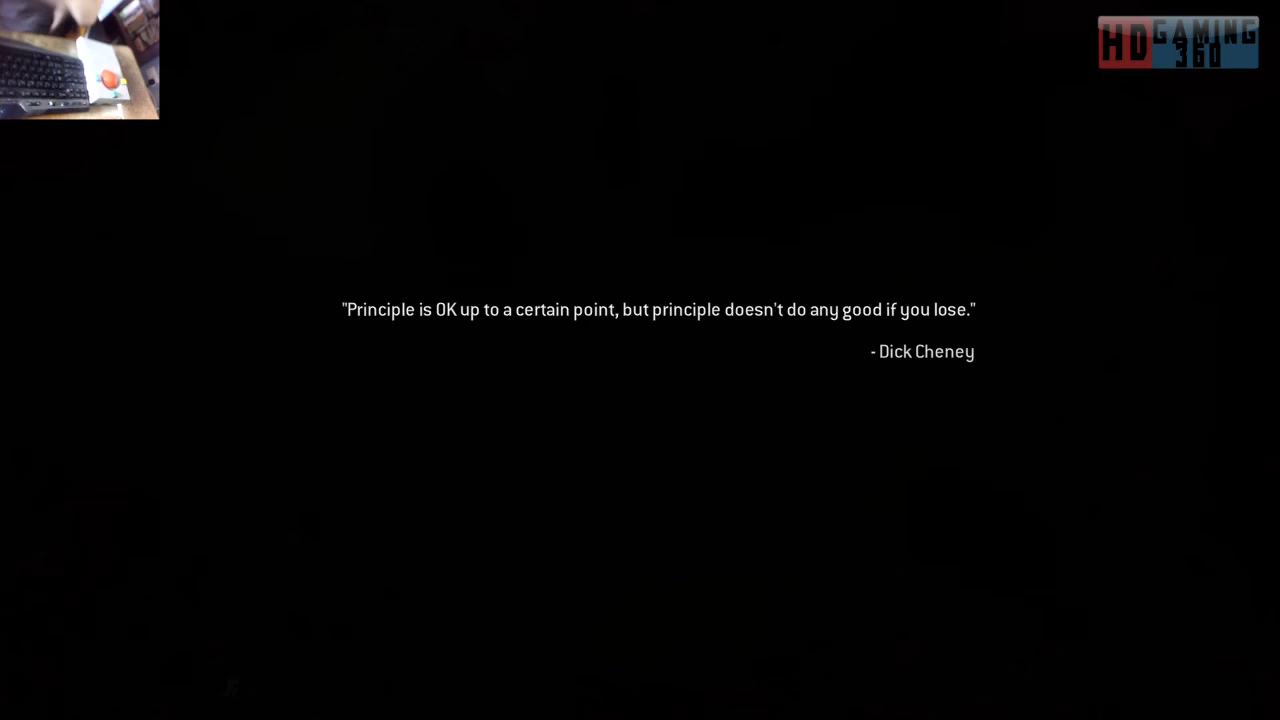 HD GAMING
360
"Principle is OK up to a certain point, but principle doesn't do any good if you lose."
- Dick Cheney